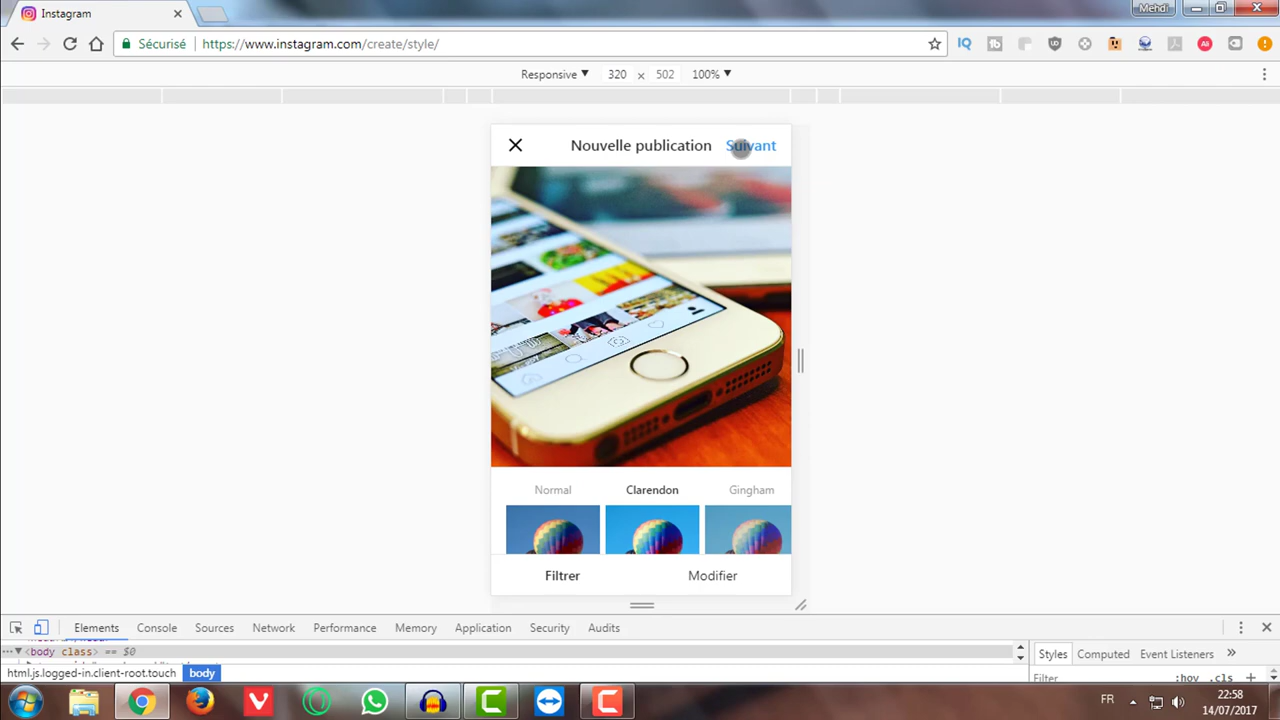 Instagram
Mehdi
Sécurisé
https://www.instagram.com/create/style/
Responsive
320 × 502
100%
Nouvelle publication
Suivant
Normal
Clarendon
Gingham
Filtrer
Modifier
Elements
Console
Sources
Network
Performance
Memory
Application
Security
Audits
<body class> == $0
html.js.logged-in.client-root.touch
body
Styles
Computed
Event Listeners
»
Filter
:hov .cls +
FR
22:58
14/07/2017